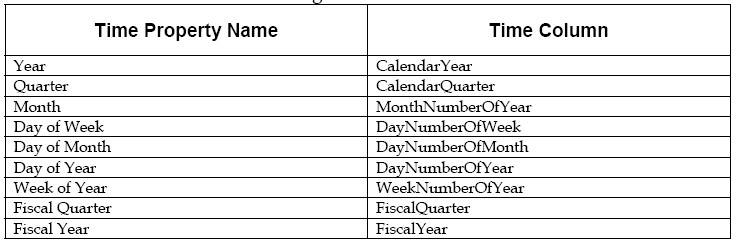 Time Property Name Time Column
Year CalendarYear
Quarter CalendarQuarter
Month MonthNumberOfYear
Day of Week DayNumberOfWeek
Day of Month DayNumberOfMonth
Day of Year DayNumberOfYear
Week of Year WeekNumberOfYear
Fiscal Quarter FiscalQuarter
Fiscal Year FiscalYear